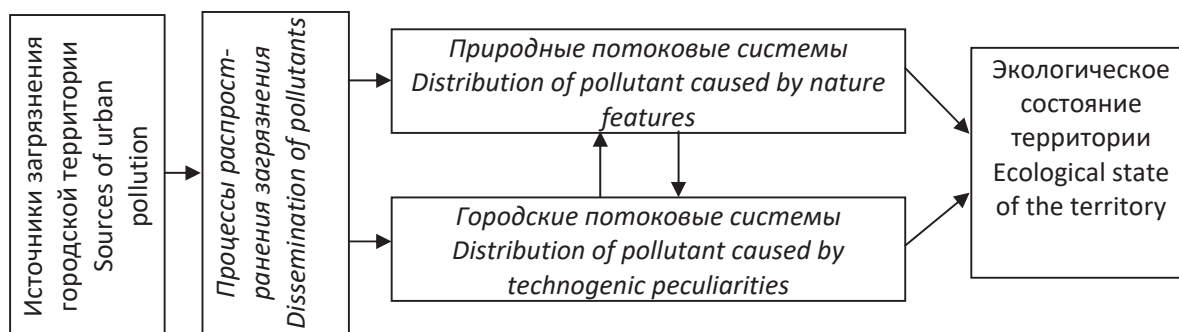 Источники загрязнения
городской территории
Sources of urban
pollution
Процессы распрост-
ранения загрязнения
Dissemination of pollutants
Природные потоковые системы
Distribution of pollutant caused by nature
features
Городские потоковые системы
Distribution of pollutant caused by
technogenic peculiarities
Экологическое
состояние
территории
Ecological state
of the territory